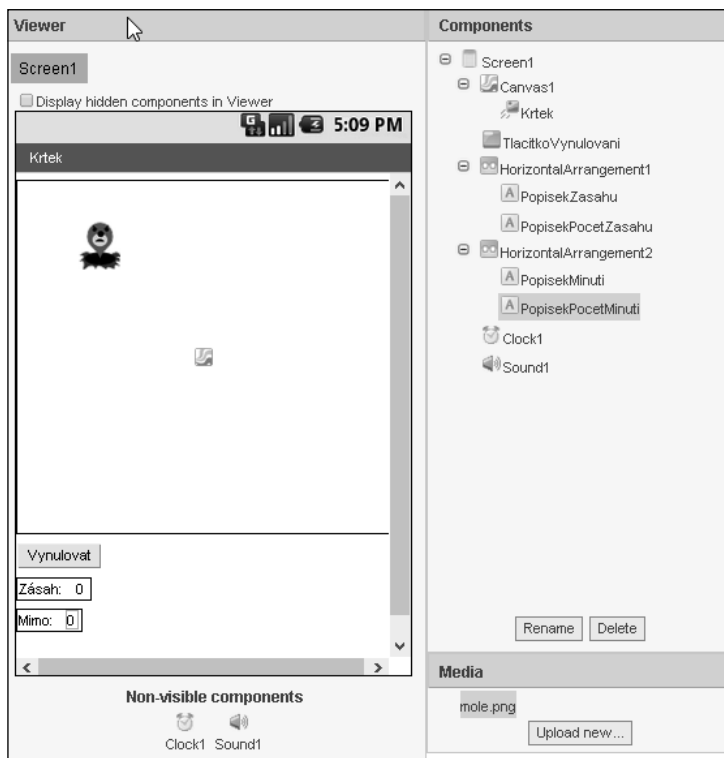 Viewer
Screen1
Display hidden components in Viewer
5:09 PM
Krtek
Vynulovat
Zásah: 0
Mimo: 0
Non-visible components
Clock1 Sound1
Components
Screen1
Canvas1
Krtek
TlacitkoVynulovani
HorizontalArrangement1
PopisekZasahu
PopisekPocetZasahu
HorizontalArrangement2
PopisekMinuti
PopisekPocetMinuti
Clock1
Sound1
Rename Delete
Media
mole.png
Upload new...